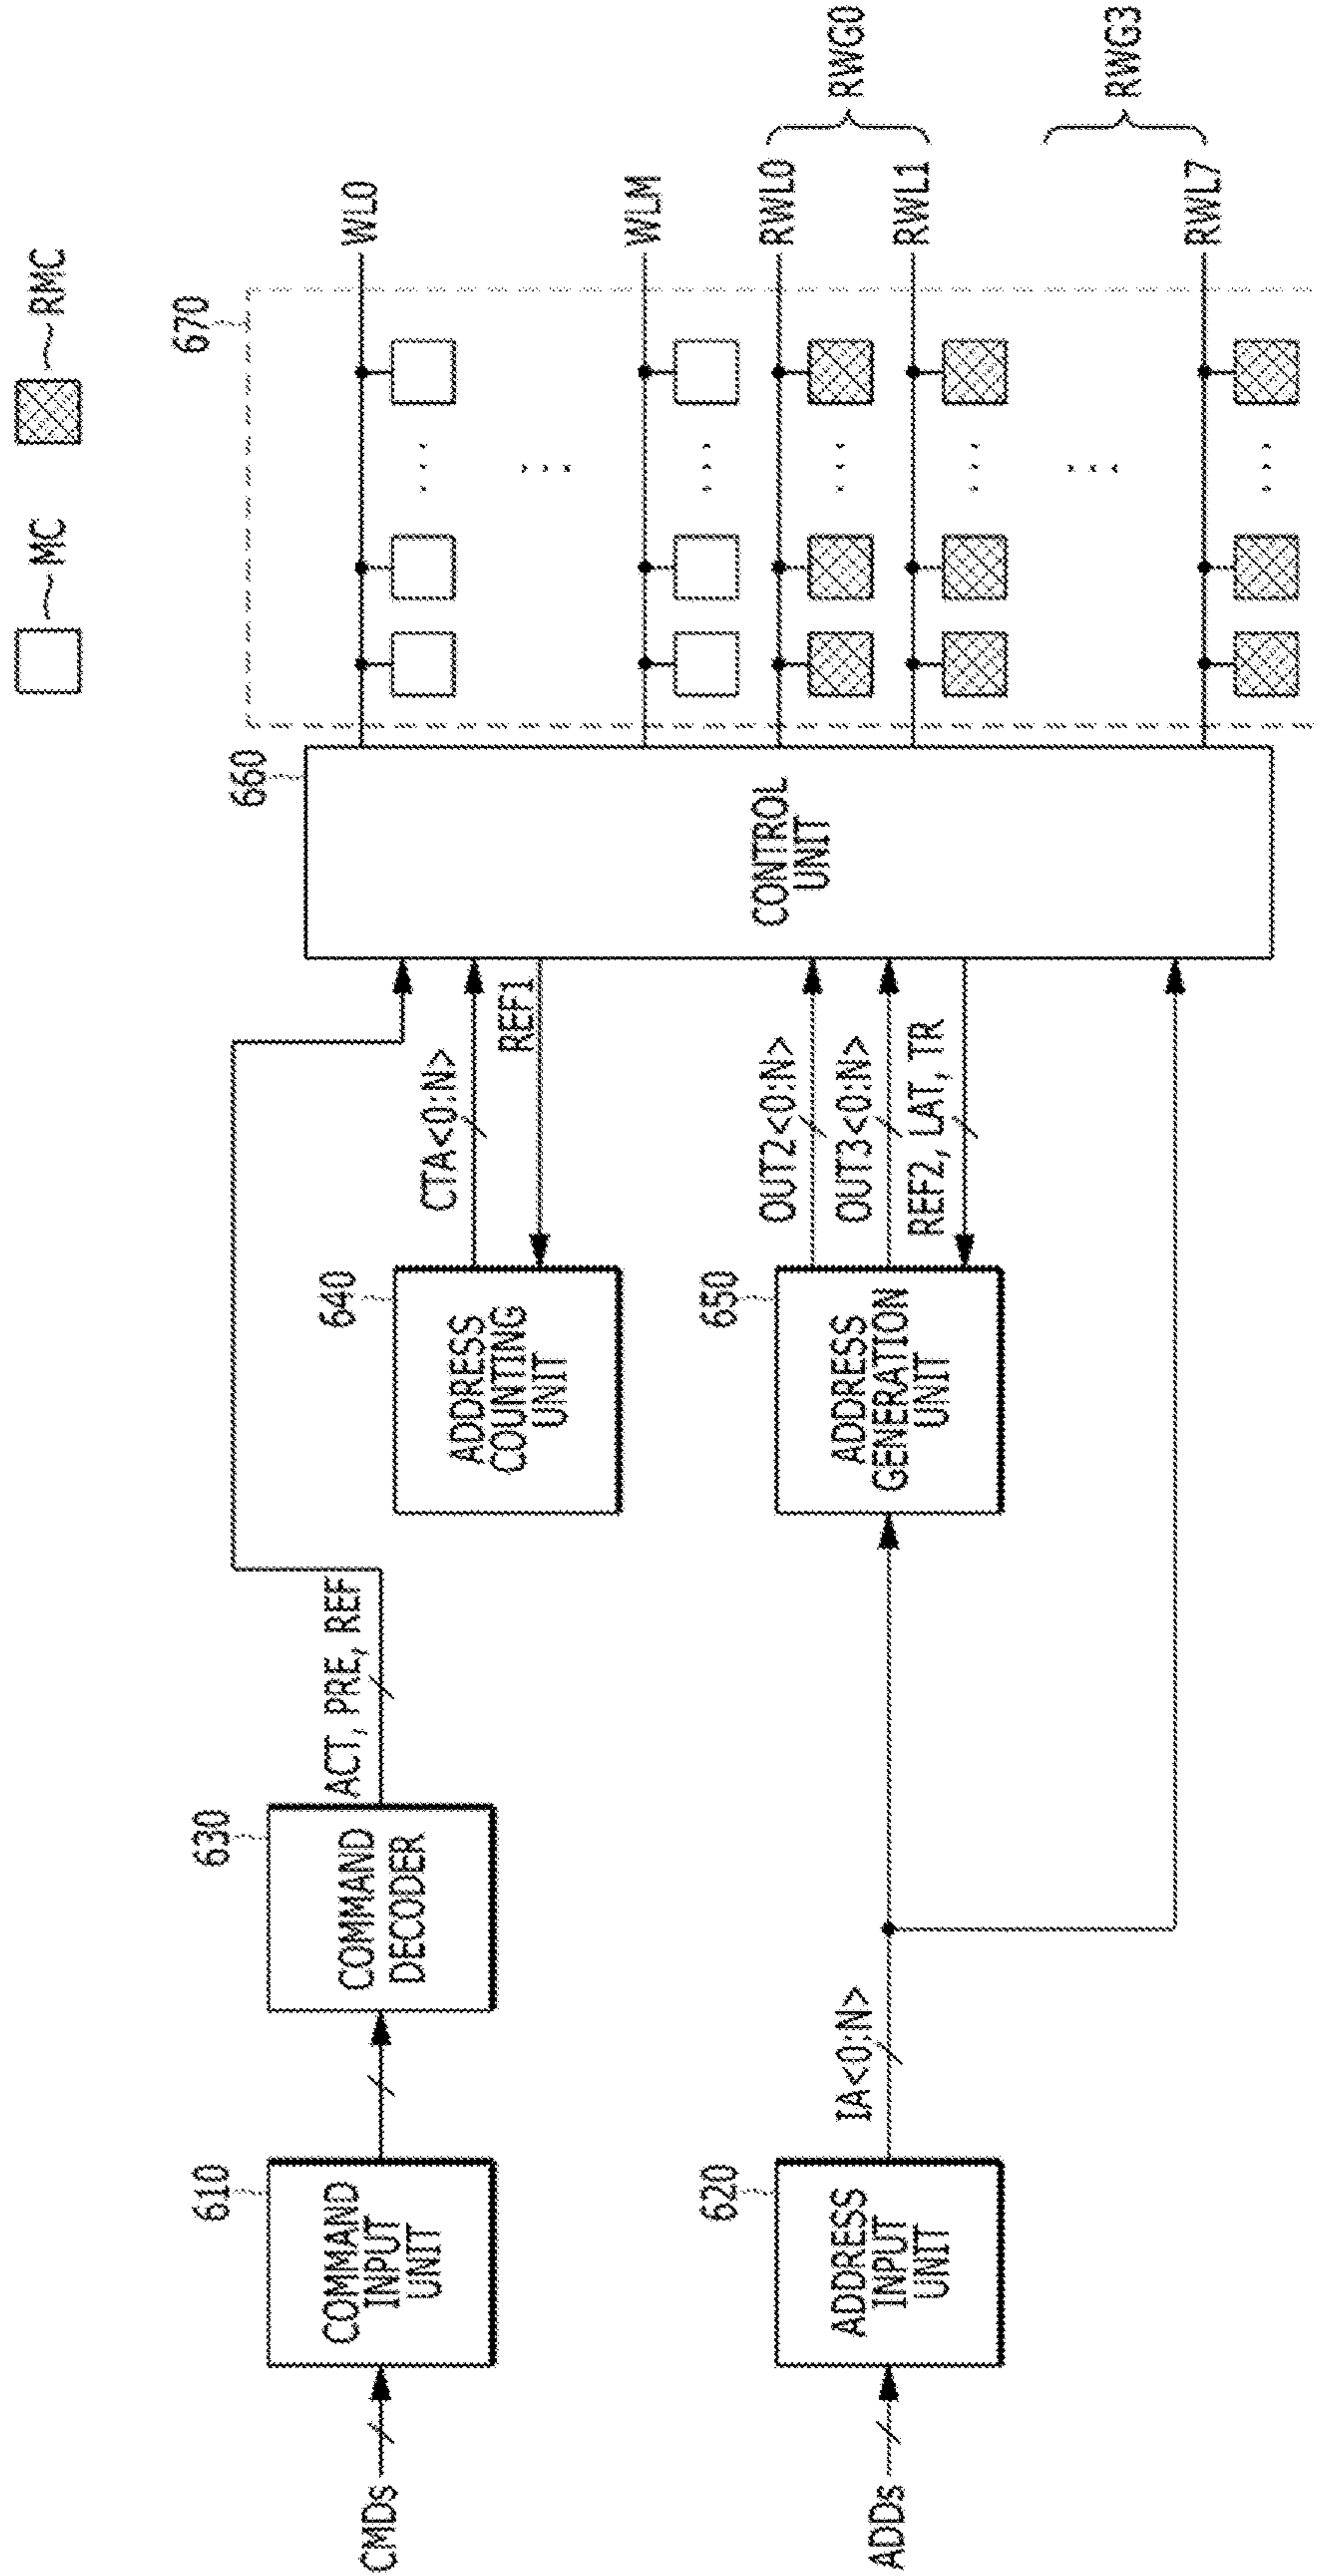 MC
RMC
670
WL0
WLM
RWL0
RWL1
RWL7
RWG0
RWG3
660
CONTROL
UNIT
CMDs
610
COMMAND
INPUT
UNIT
630
COMMAND
DECODER
ACT, PRE, REF
640
ADDRESS
COUNTING
UNIT
CTA<0:N>
REF1
ADDs
620
ADDRESS
INPUT
UNIT
IA<0:N>
650
ADDRESS
GENERATION
UNIT
OUT2<0:N>
OUT3<0:N>
REF2, LAT, TR